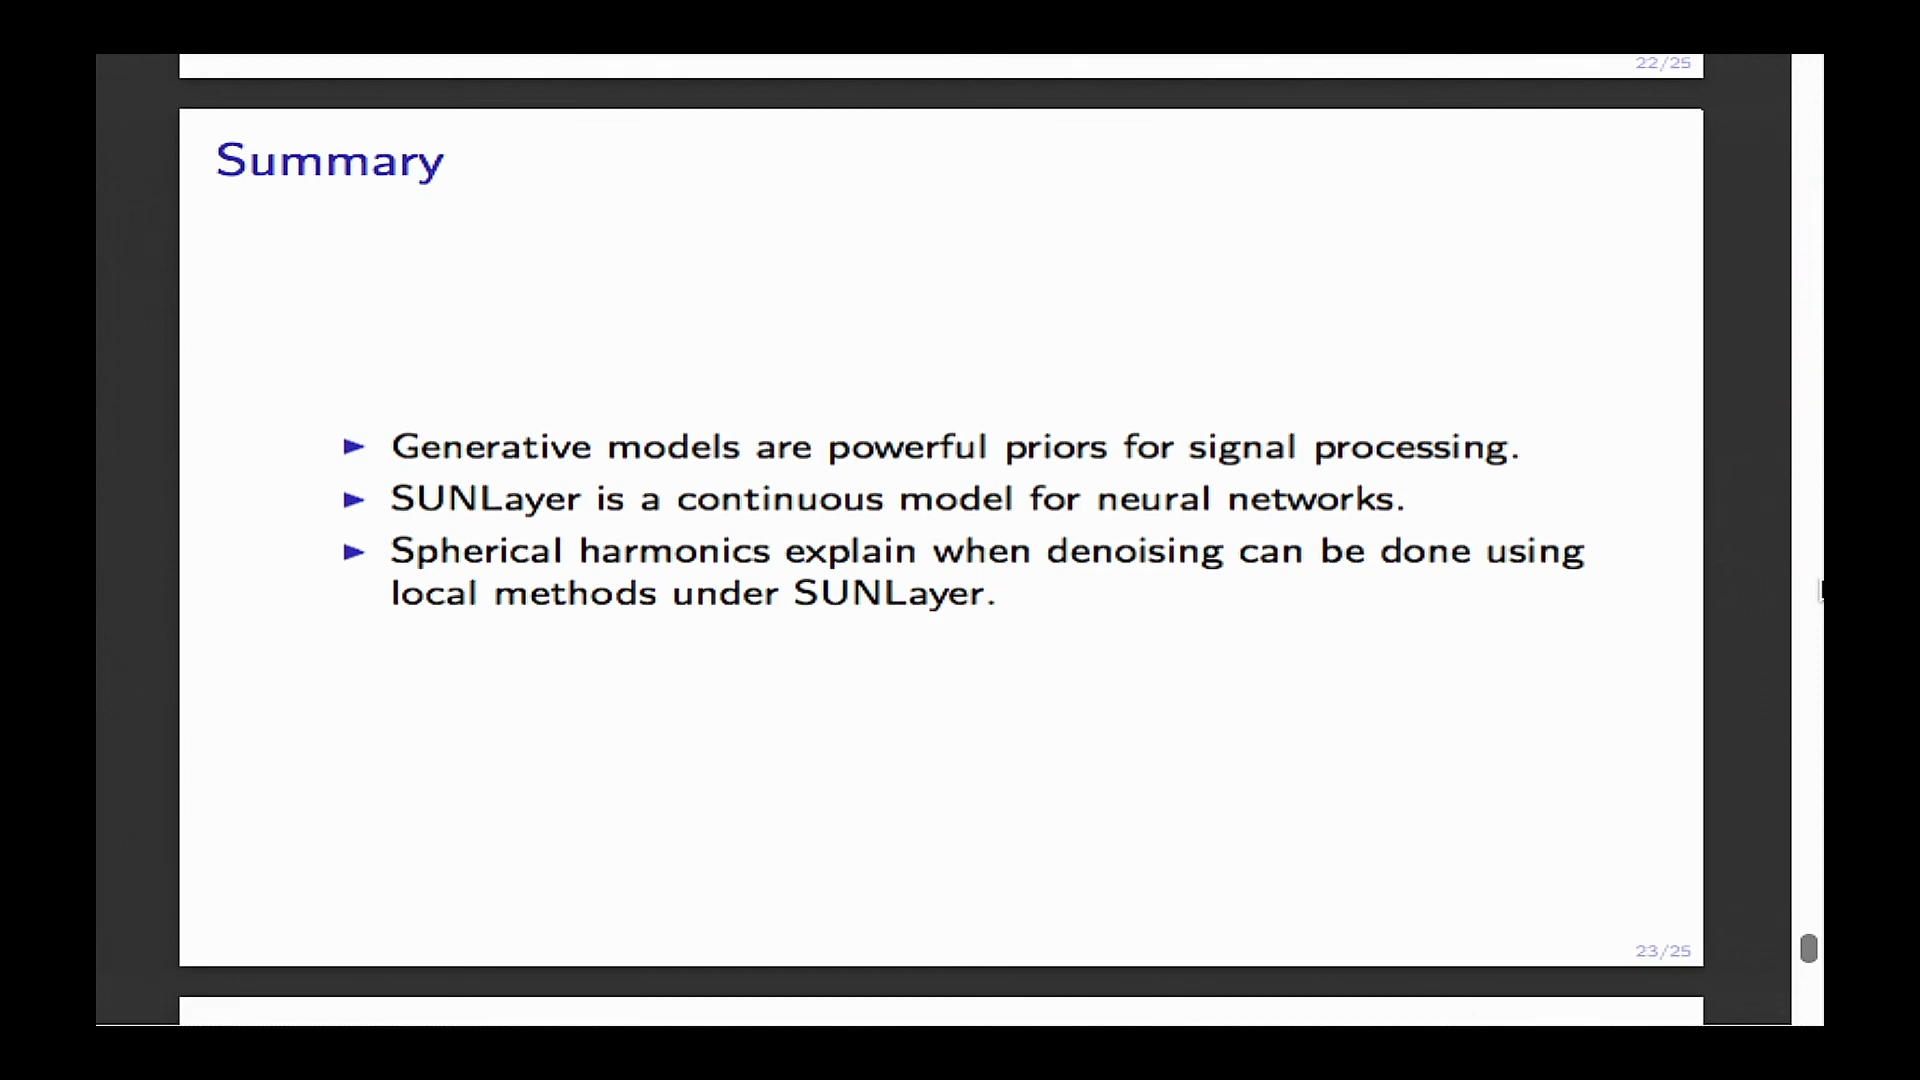 22/25
Summary
► Generative models are powerful priors for signal processing.
► SUNLayer is a continuous model for neural networks.
► Spherical harmonics explain when denoising can be done using
local methods under SUNLayer.
23/25